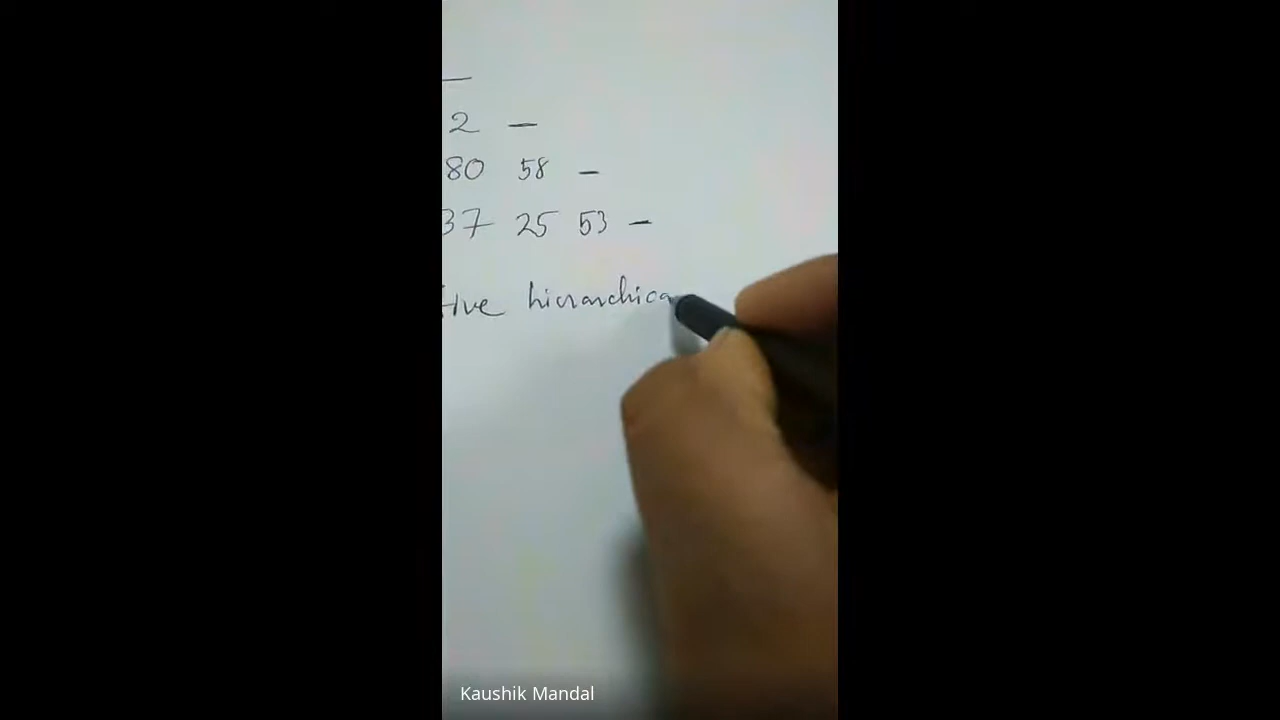 —
2 —
80 58 —
37 25 53 —
tive hierarchica
Kaushik Mandal